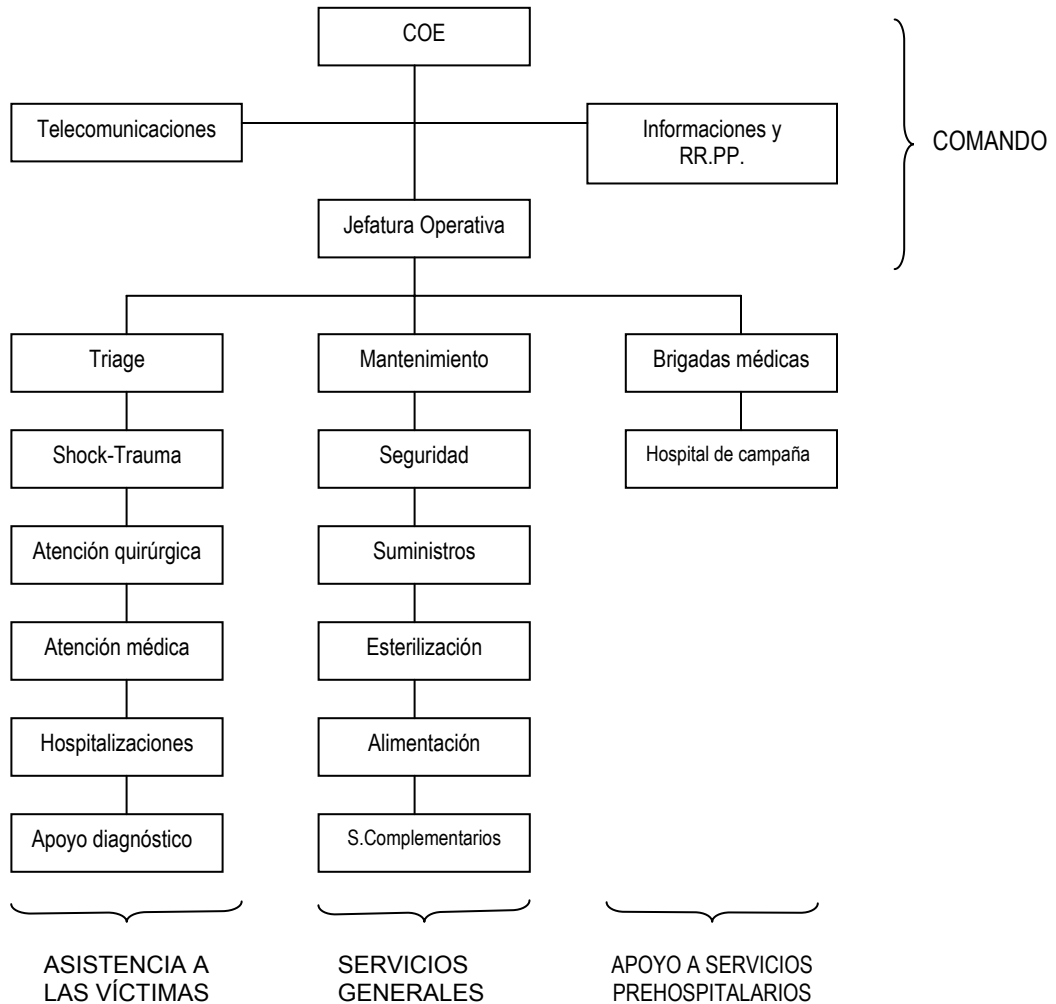 COE
Telecomunicaciones
Informaciones y
RR.PP.
COMANDO
Jefatura Operativa
Triage
Mantenimiento
Brigadas médicas
Shock-Trauma
Seguridad
Hospital de campaña
Atención quirúrgica
Suministros
Atención médica
Esterilización
Hospitalizaciones
Alimentación
Apoyo diagnóstico
S.Complementarios
ASISTENCIA A
LAS VÍCTIMAS
SERVICIOS
GENERALES
APOYO A SERVICIOS
PREHOSPITALARIOS